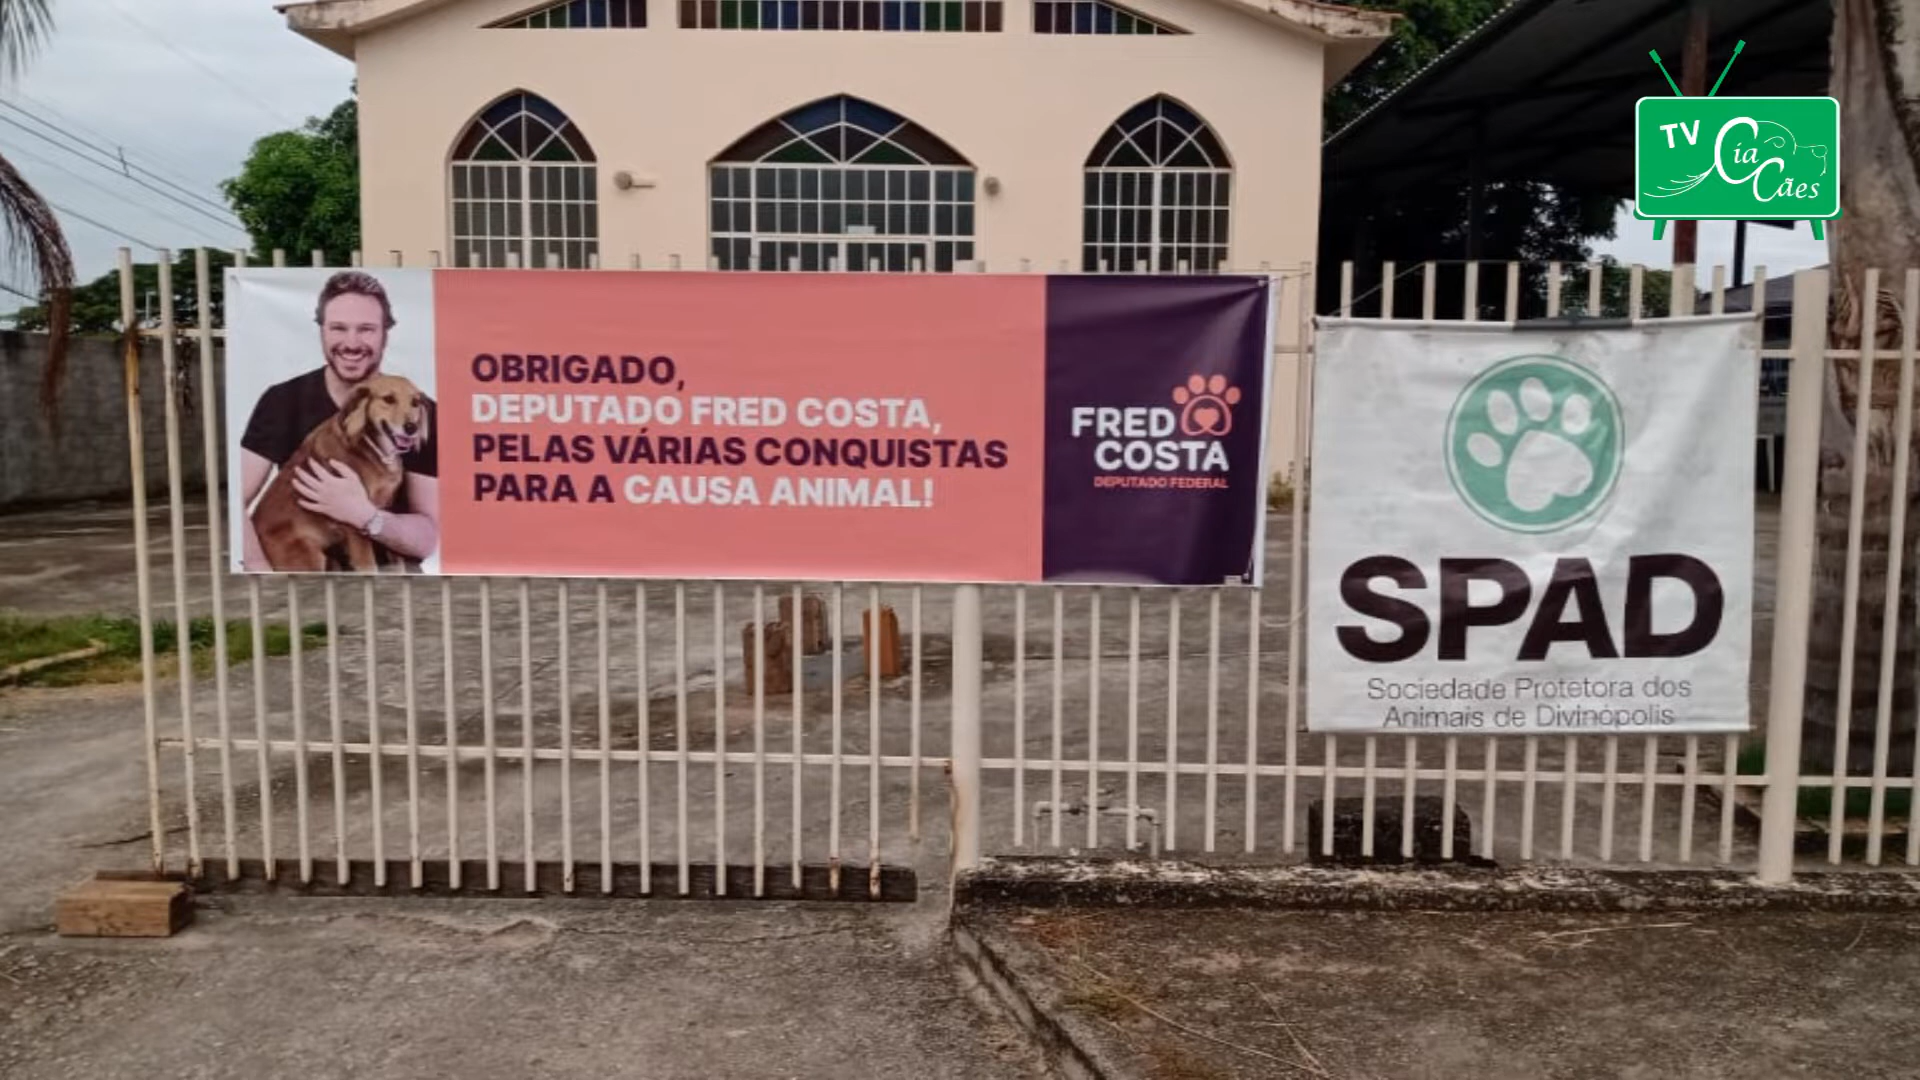 TV Cia Cães
OBRIGADO,
DEPUTADO FRED COSTA,
PELAS VÁRIAS CONQUISTAS
PARA A CAUSA ANIMAL!
FRED
COSTA
DEPUTADO FEDERAL
SPAD
Sociedade Protetora dos
Animais de Divinópolis